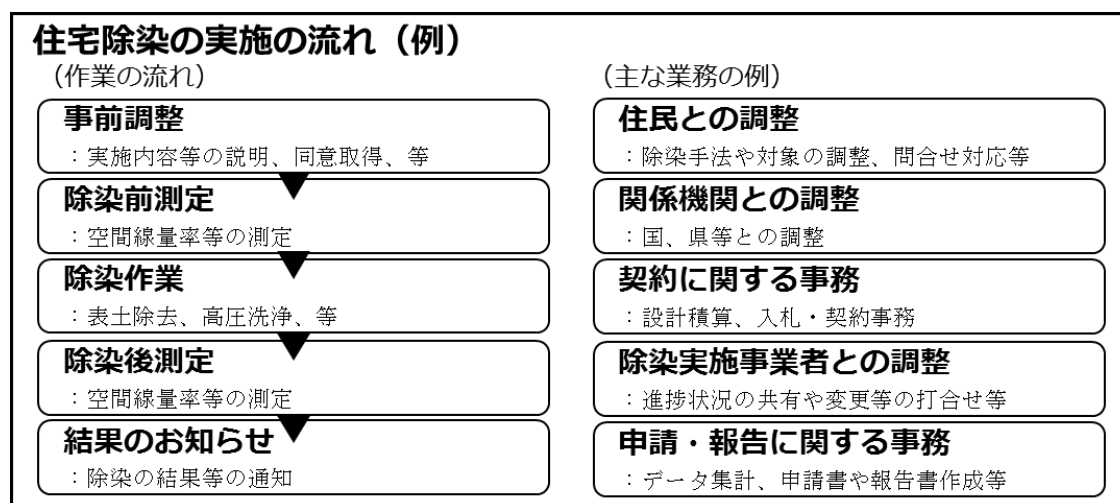 住宅除染の実施の流れ（例）
（作業の流れ）
事前調整
：実施内容等の説明、同意取得、等
除染前測定
：空間線量率等の測定
除染作業
：表土除去、高圧洗浄、等
除染後測定
：空間線量率等の測定
結果のお知らせ
：除染の結果等の通知
（主な業務の例）
住民との調整
：除染手法や対象の調整、問合せ対応等
関係機関との調整
：国、県等との調整
契約に関する事務
：設計積算、入札・契約事務
除染実施事業者との調整
：進捗状況の共有や変更等の打合せ等
申請・報告に関する事務
：データ集計、申請書や報告書作成等